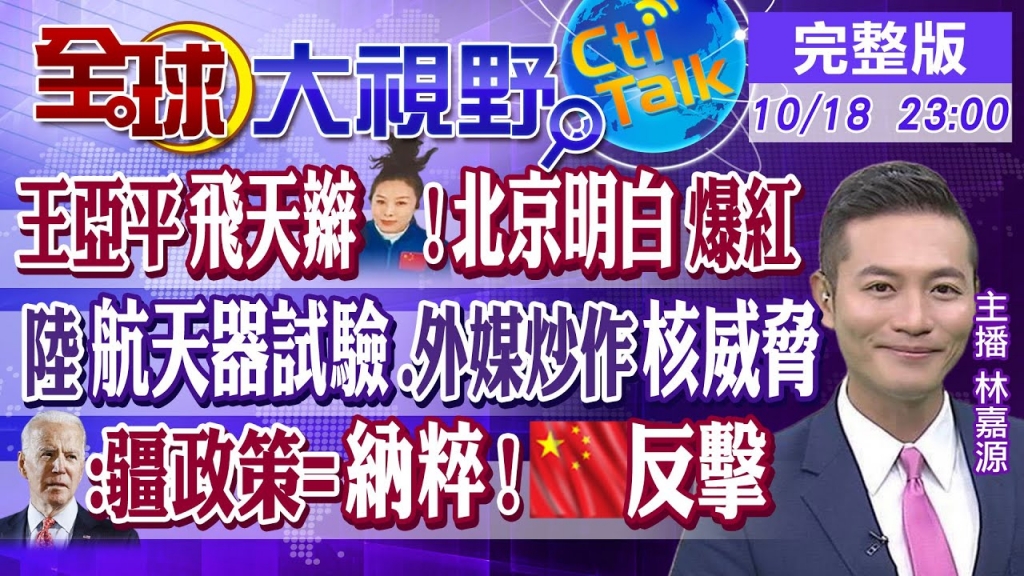 全球大視野
Cti Talk
完整版
10/18 23:00
王亞平 飛天辮 ! 北京明白 爆紅
陸 航天器試驗.外媒炒作 核威脅
:疆政策=納粹! 反擊
主播 林嘉源